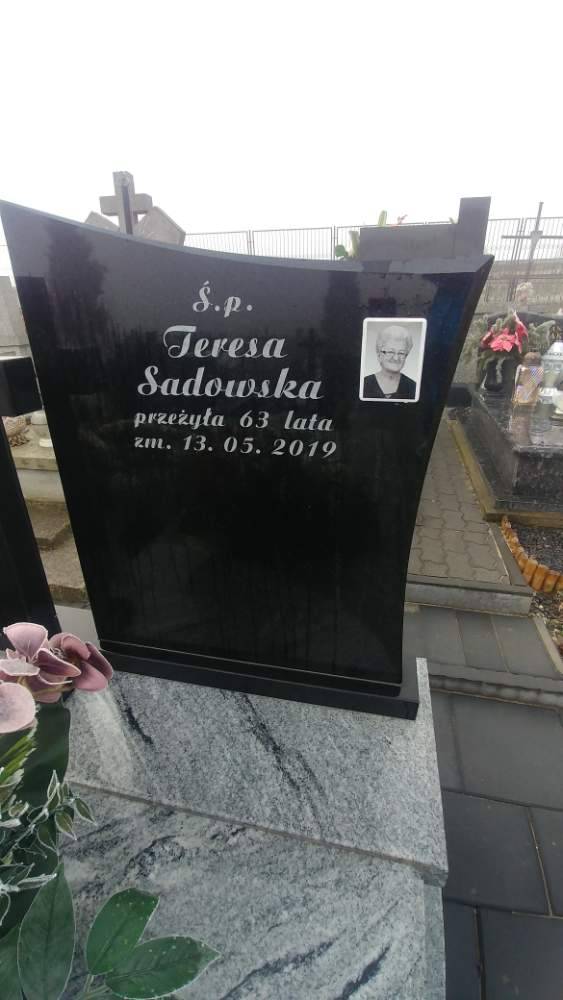 Ś.p.
Teresa
Sadowska
przeżyła 63 lata
zm. 13. 05. 2019